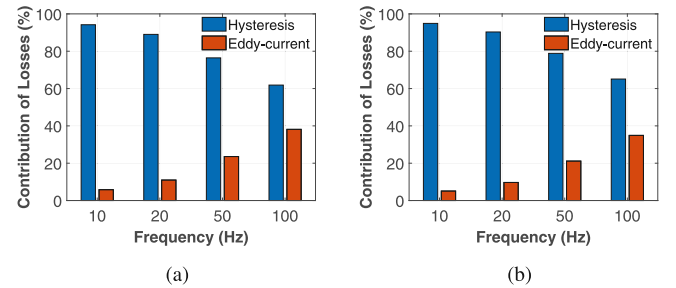 Contribution of Losses (%)
100
80
60
40
20
0
Hysteresis
Eddy-current
10 20 50 100
Frequency (Hz)
(a)
Contribution of Losses (%)
100
80
60
40
20
0
Hysteresis
Eddy-current
10 20 50 100
Frequency (Hz)
(b)